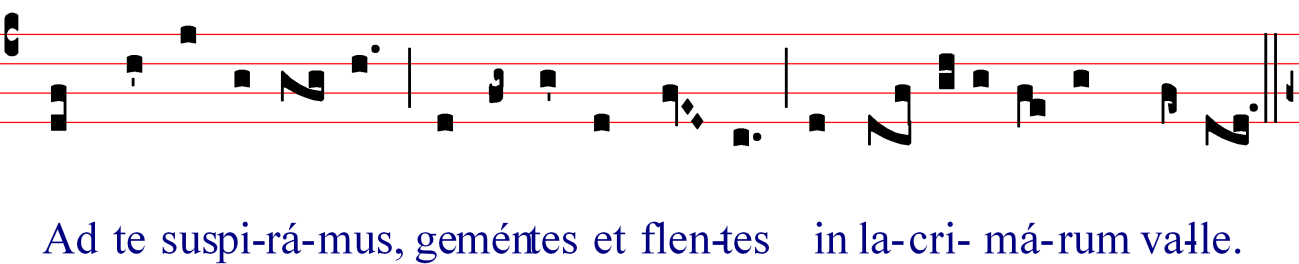 Ad te suspi-rá-mus, geméntes et flen-tes in la-cri- má-rum val-le.